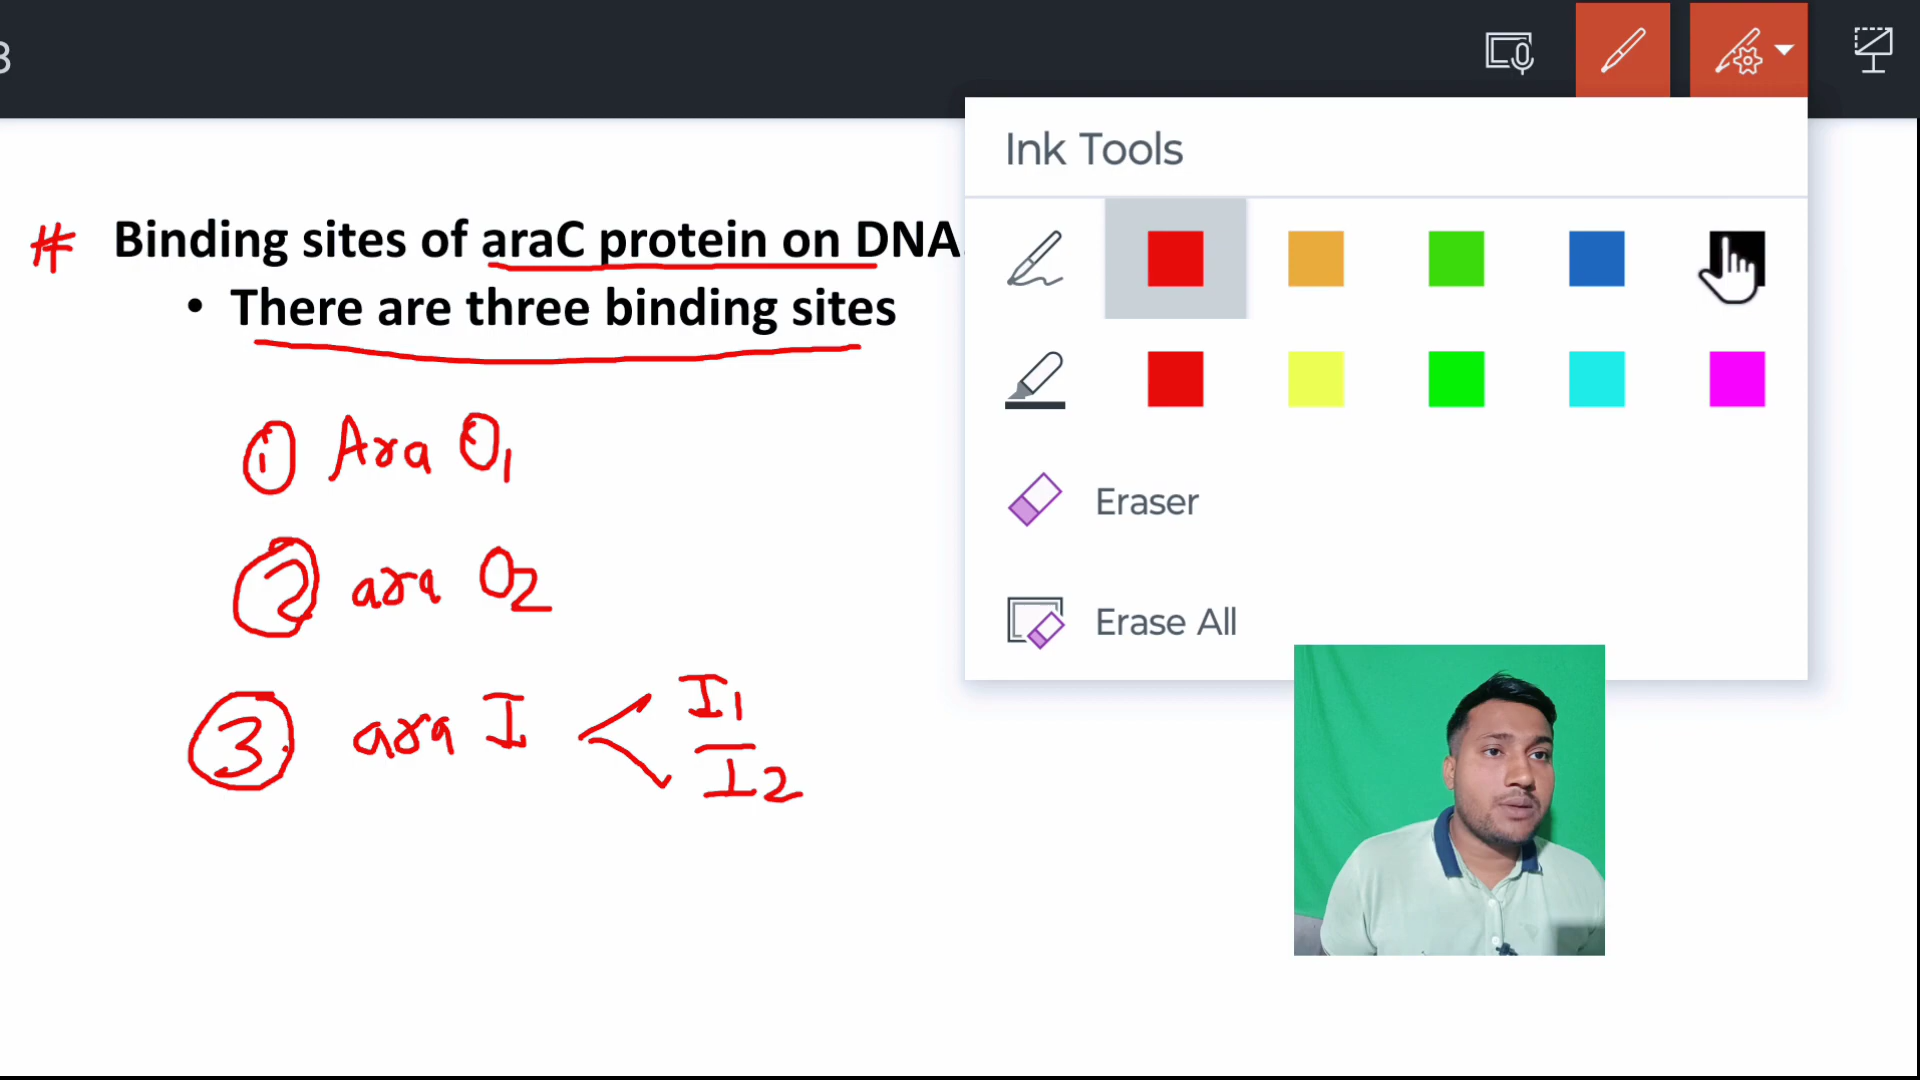 3
Ink Tools
# Binding sites of araC protein on DNA
• There are three binding sites
① Ara O1
② ara O2
③ ara I < I1
I2
Eraser
Erase All